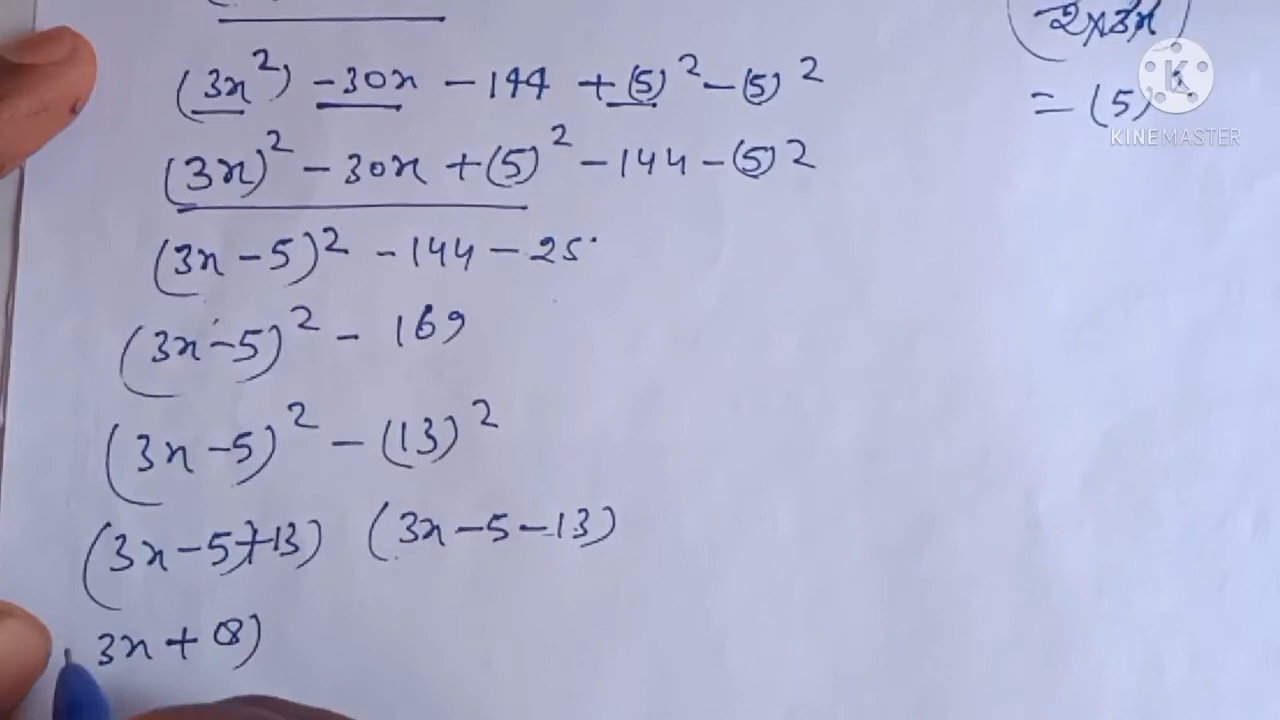 (3x²) - 30x - 144 + (5)² - (5)²
(3x)² - 30x + (5)² - 144 - (5)²
(3x - 5)² - 144 - 25
(3x - 5)² - 169
(3x - 5)² - (13)²
(3x - 5 + 13) (3x - 5 - 13)
3x + 8)
2x3x
= (5)²
K
KINEMASTER